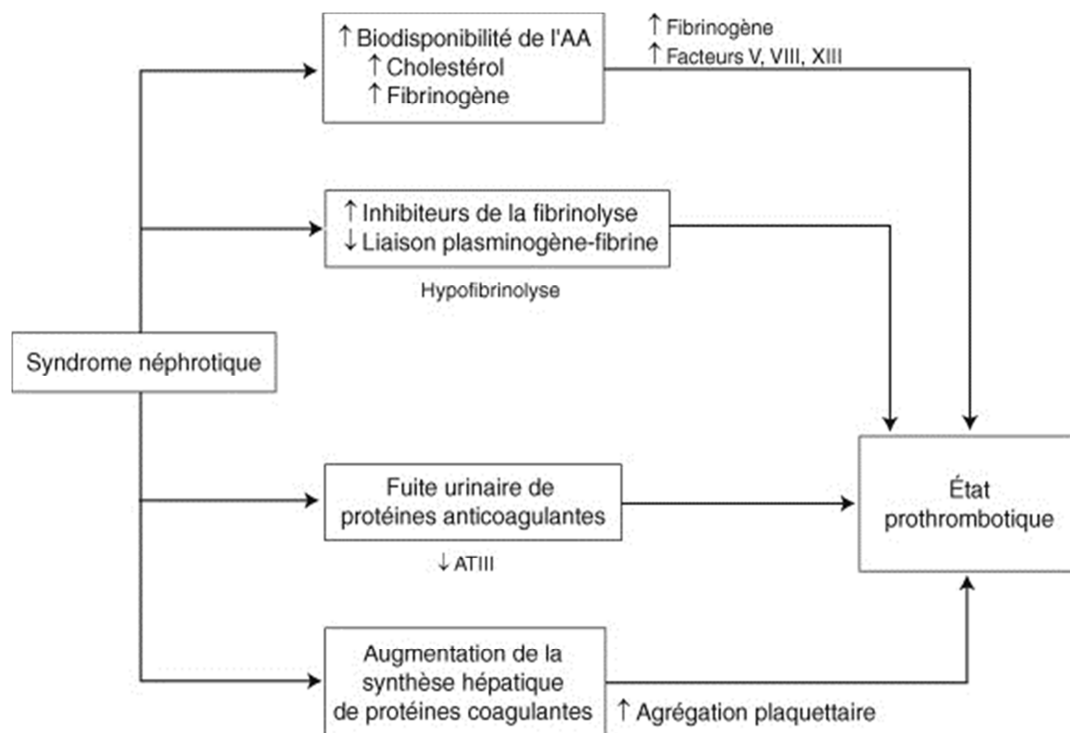 ↑ Biodisponibilité de l'AA
↑ Cholestérol
↑ Fibrinogène
↑ Fibrinogène
↑ Facteurs V, VIII, XIII
↑ Inhibiteurs de la fibrinolyse
↓ Liaison plasminogène-fibrine
Hypofibrinolyse
Syndrome néphrotique
Fuite urinaire de
protéines anticoagulantes
↓ ATIII
État
prothrombotique
Augmentation de la
synthèse hépatique
de protéines coagulantes
↑ Agrégation plaquettaire